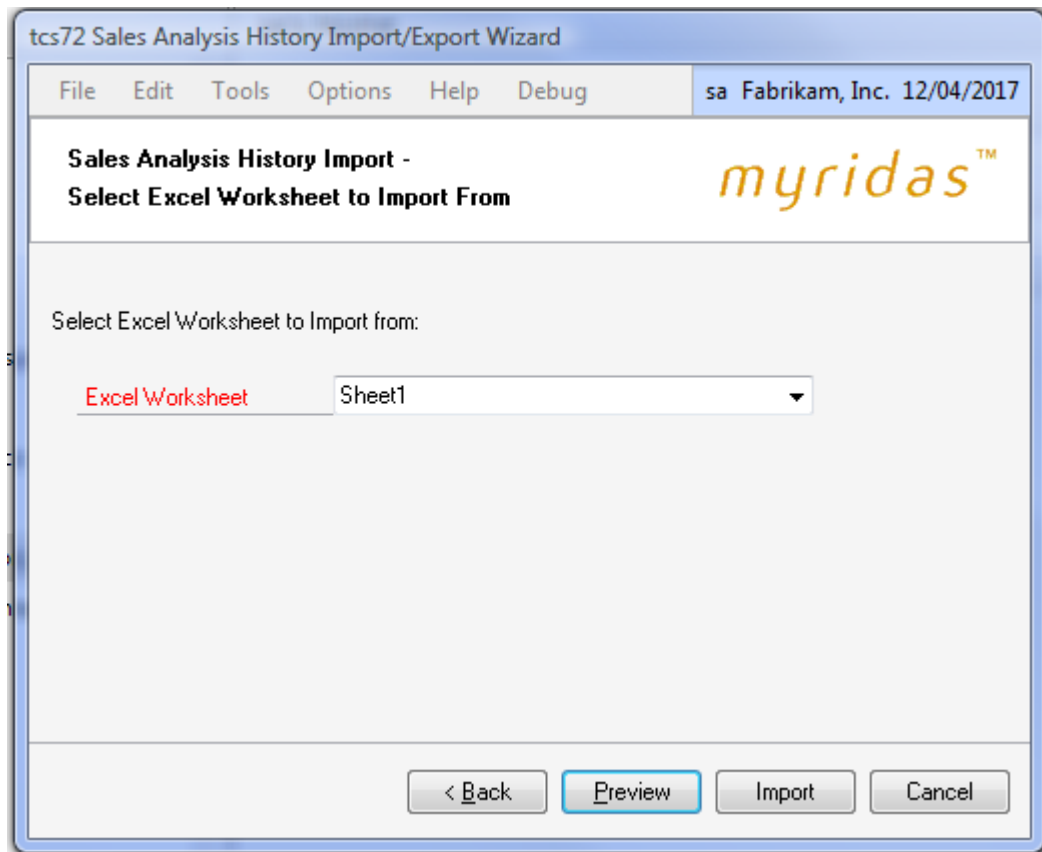 tcs72 Sales Analysis History Import/Export Wizard
File Edit Tools Options Help Debug sa Fabrikam, Inc. 12/04/2017
Sales Analysis History Import -
Select Excel Worksheet to Import From
myridas™
Select Excel Worksheet to Import from:
Excel Worksheet Sheet1
< Back Preview Import Cancel